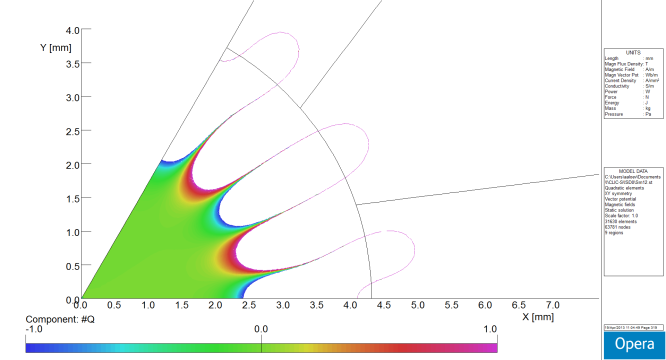 Y [mm]
4.0
3.5
3.0
2.5
2.0
1.5
1.0
0.5
0.0
0.5 1.0 1.5 2.0 2.5 3.0 3.5 4.0 4.5 5.0 5.5 6.0 6.5 7.0
X [mm]
Component: #Q
-1.0 0.0 1.0
UNITS
Length mm
Magn Flux Density T
Magnetic Field A/m
Magn Vector Pot Wb/m
Current Density A/mm²
Conductivity S/m
Power W
Force N
Energy J
Mass kg
Pressure Pa
MODEL DATA
Quadratic elements
XY symmetry
Vector potential
Magnetic fields
Static solution
Scale factor: 1.0
31628 elements
63781 nodes
9 regions
Opera